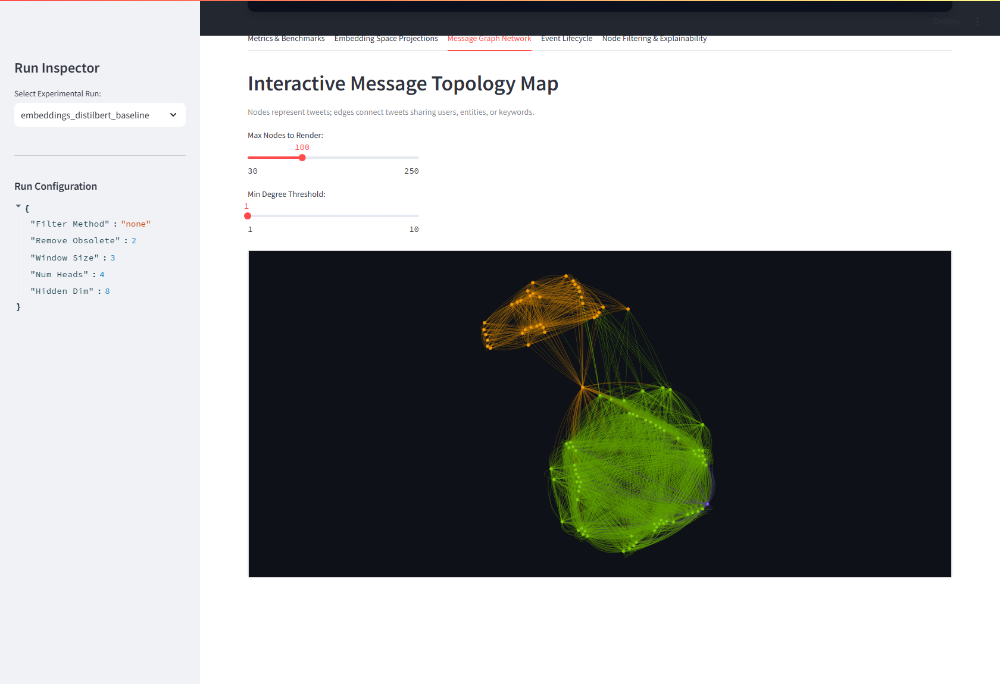 Deploy
Run Inspector
Select Experimental Run:
embeddings_distilbert_baseline
Run Configuration
{
"Filter Method" : "none"
"Remove Obsolete" : 2
"Window Size" : 3
"Num Heads" : 4
"Hidden Dim" : 8
}
Metrics & Benchmarks Embedding Space Projections Message Graph Network Event Lifecycle Node Filtering & Explainability
Interactive Message Topology Map
Nodes represent tweets; edges connect tweets sharing users, entities, or keywords.
Max Nodes to Render:
100
30 250
Min Degree Threshold:
1
1 10